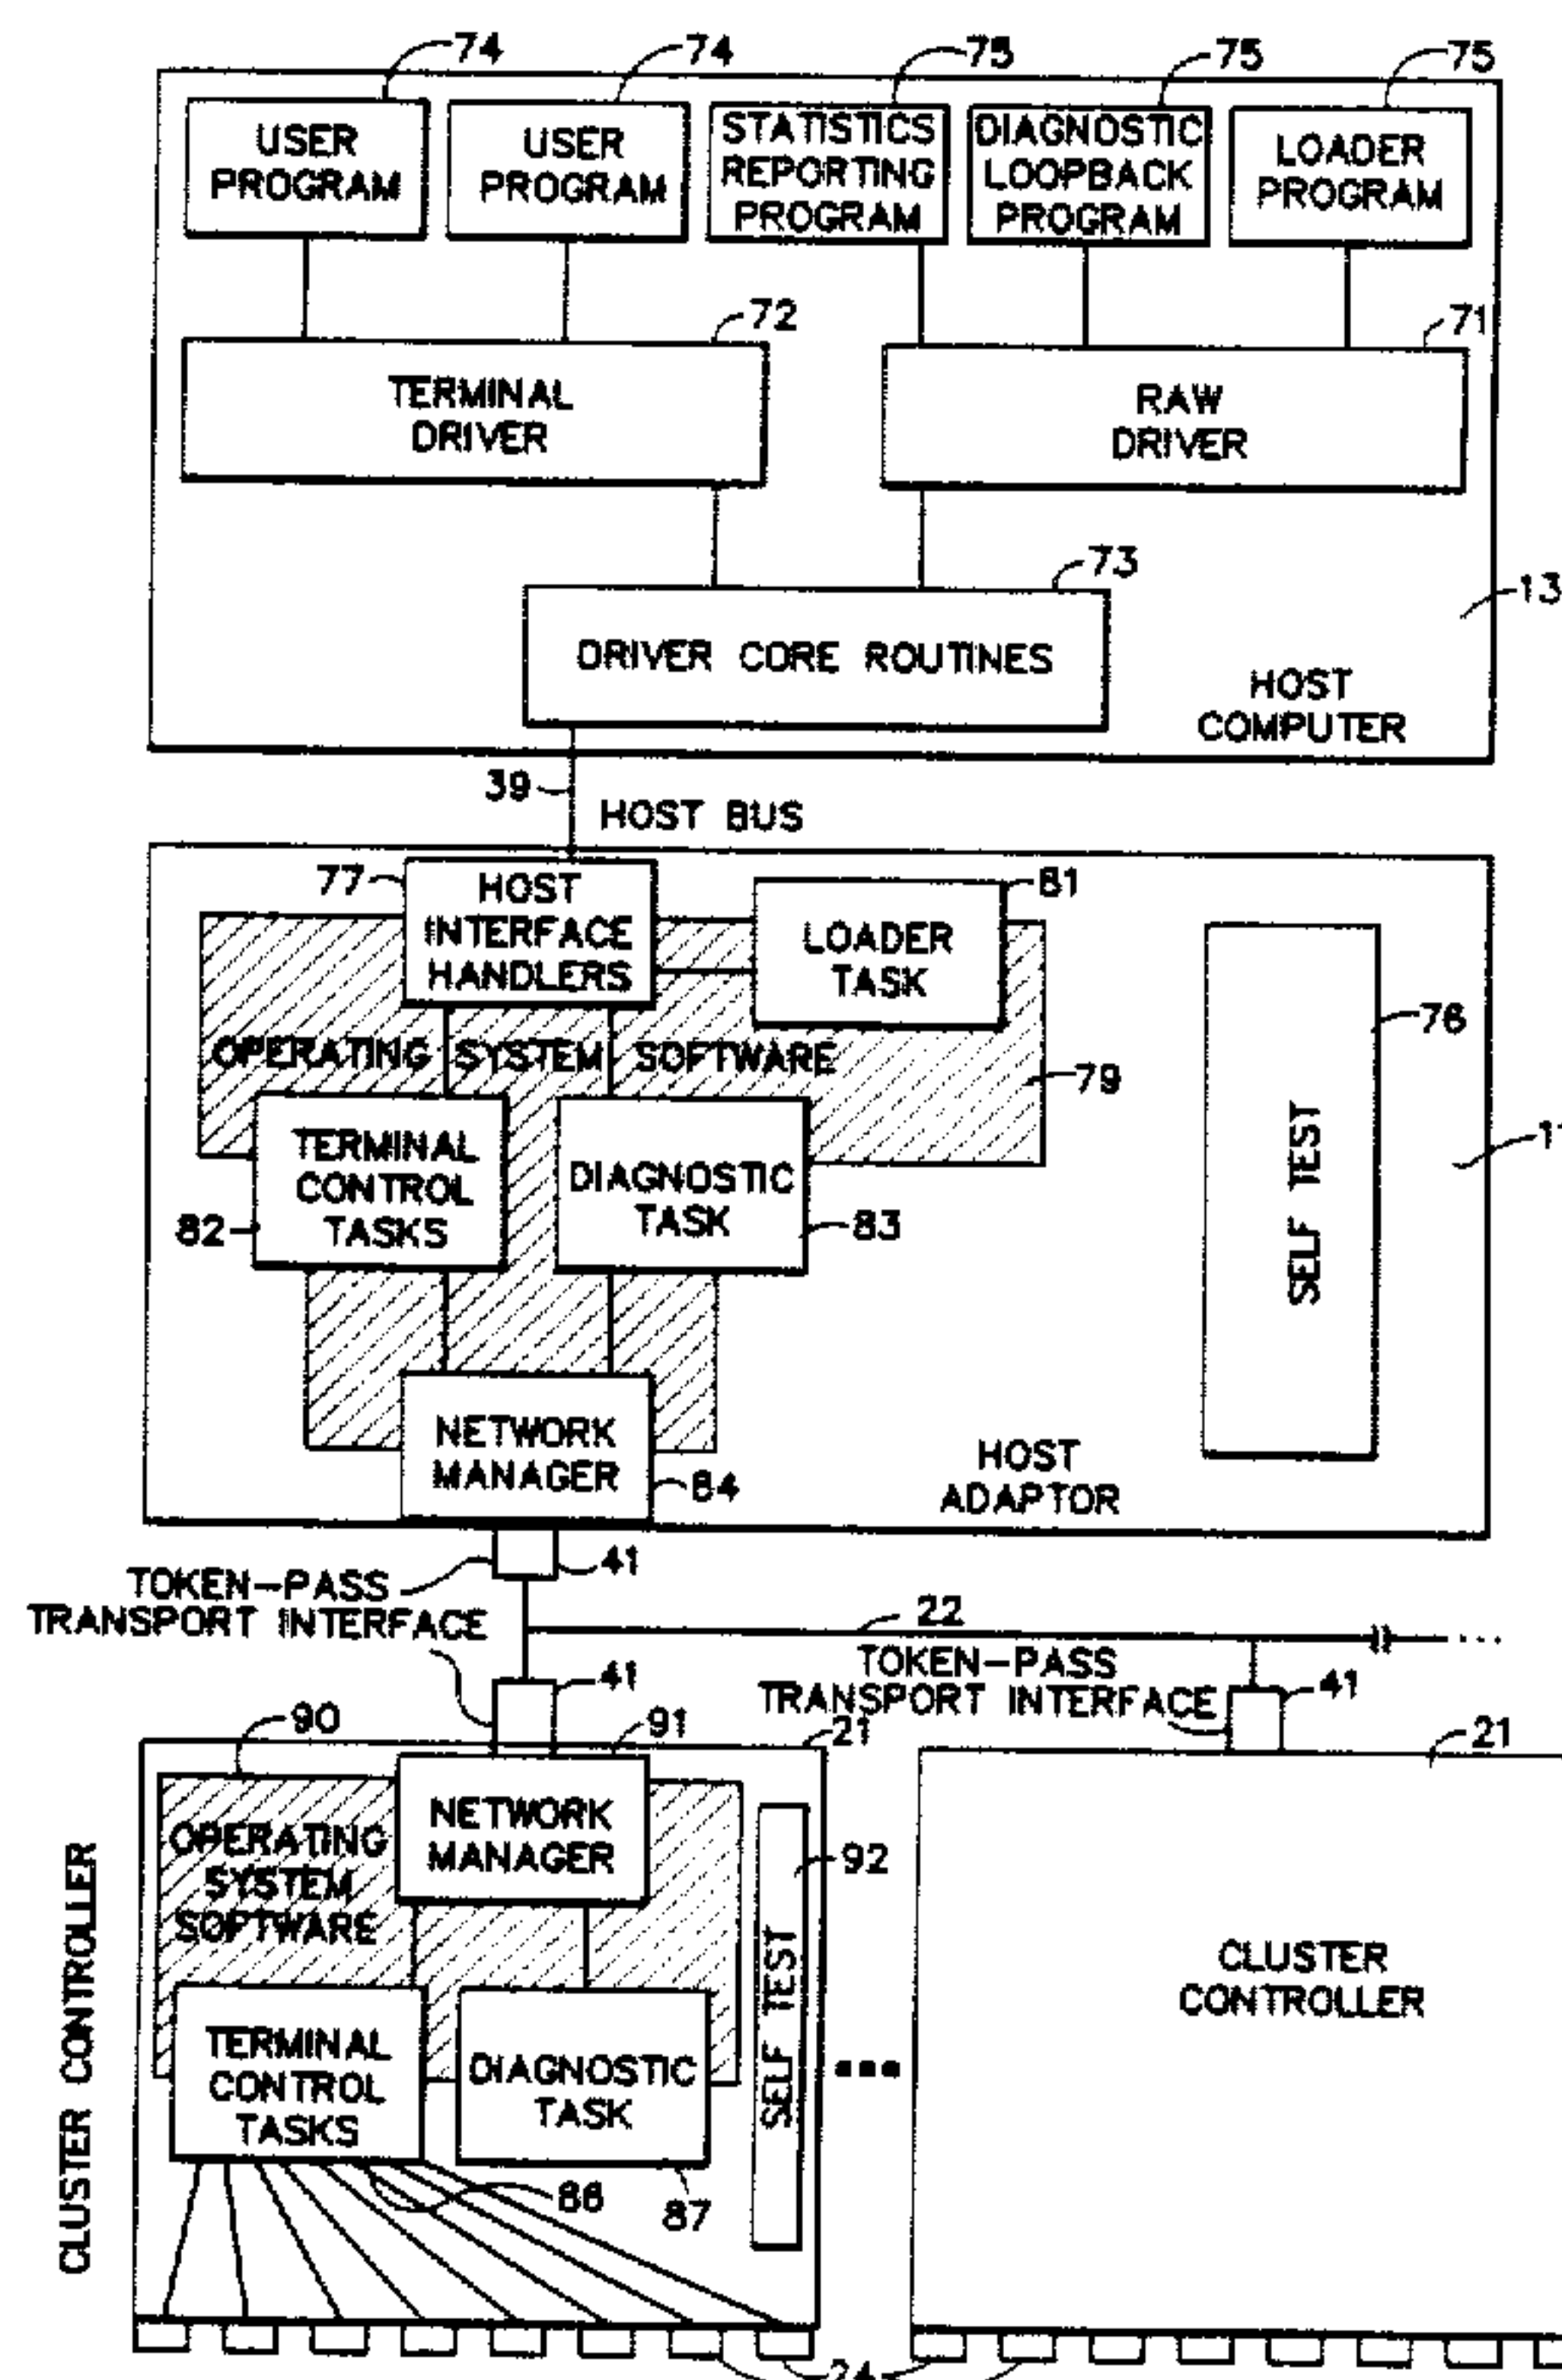 74
74
75
75
75
USER
PROGRAM
USER
PROGRAM
STATISTICS
REPORTING
PROGRAM
DIAGNOSTIC
LOOPBACK
PROGRAM
LOADER
PROGRAM
72
71
TERMINAL
DRIVER
RAW
DRIVER
73
DRIVER CORE ROUTINES
13
HOST
COMPUTER
39
HOST BUS
77
HOST
INTERFACE
HANDLERS
81
LOADER
TASK
76
OPERATING SYSTEM SOFTWARE
79
TERMINAL
CONTROL
TASKS
82
DIAGNOSTIC
TASK
83
SELF TEST
11
NETWORK
MANAGER
84
HOST
ADAPTOR
TOKEN-PASS
TRANSPORT INTERFACE
41
22
TOKEN-PASS
TRANSPORT INTERFACE
41
41
90
91
21
21
CLUSTER CONTROLLER
OPERATING
SYSTEM
SOFTWARE
NETWORK
MANAGER
92
SELF TEST
TERMINAL
CONTROL
TASKS
DIAGNOSTIC
TASK
CLUSTER
CONTROLLER
86
87
24